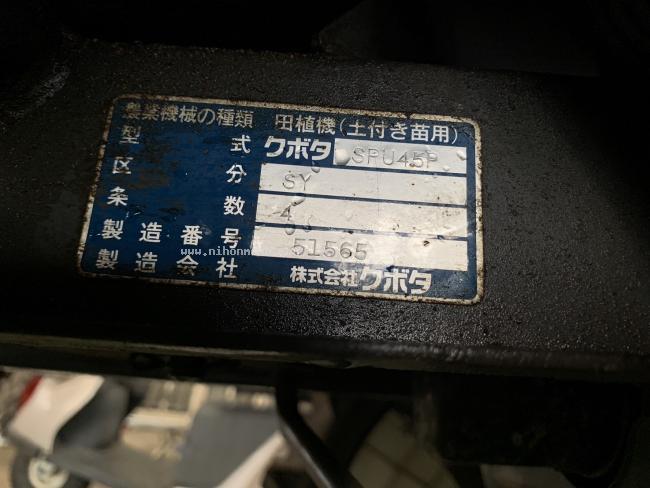 農業機械の種類 田植機(土付き苗用)
型式 クボタ SPU45P
区分 SY
条数 4
製造番号 51565
製造会社 株式会社クボタ